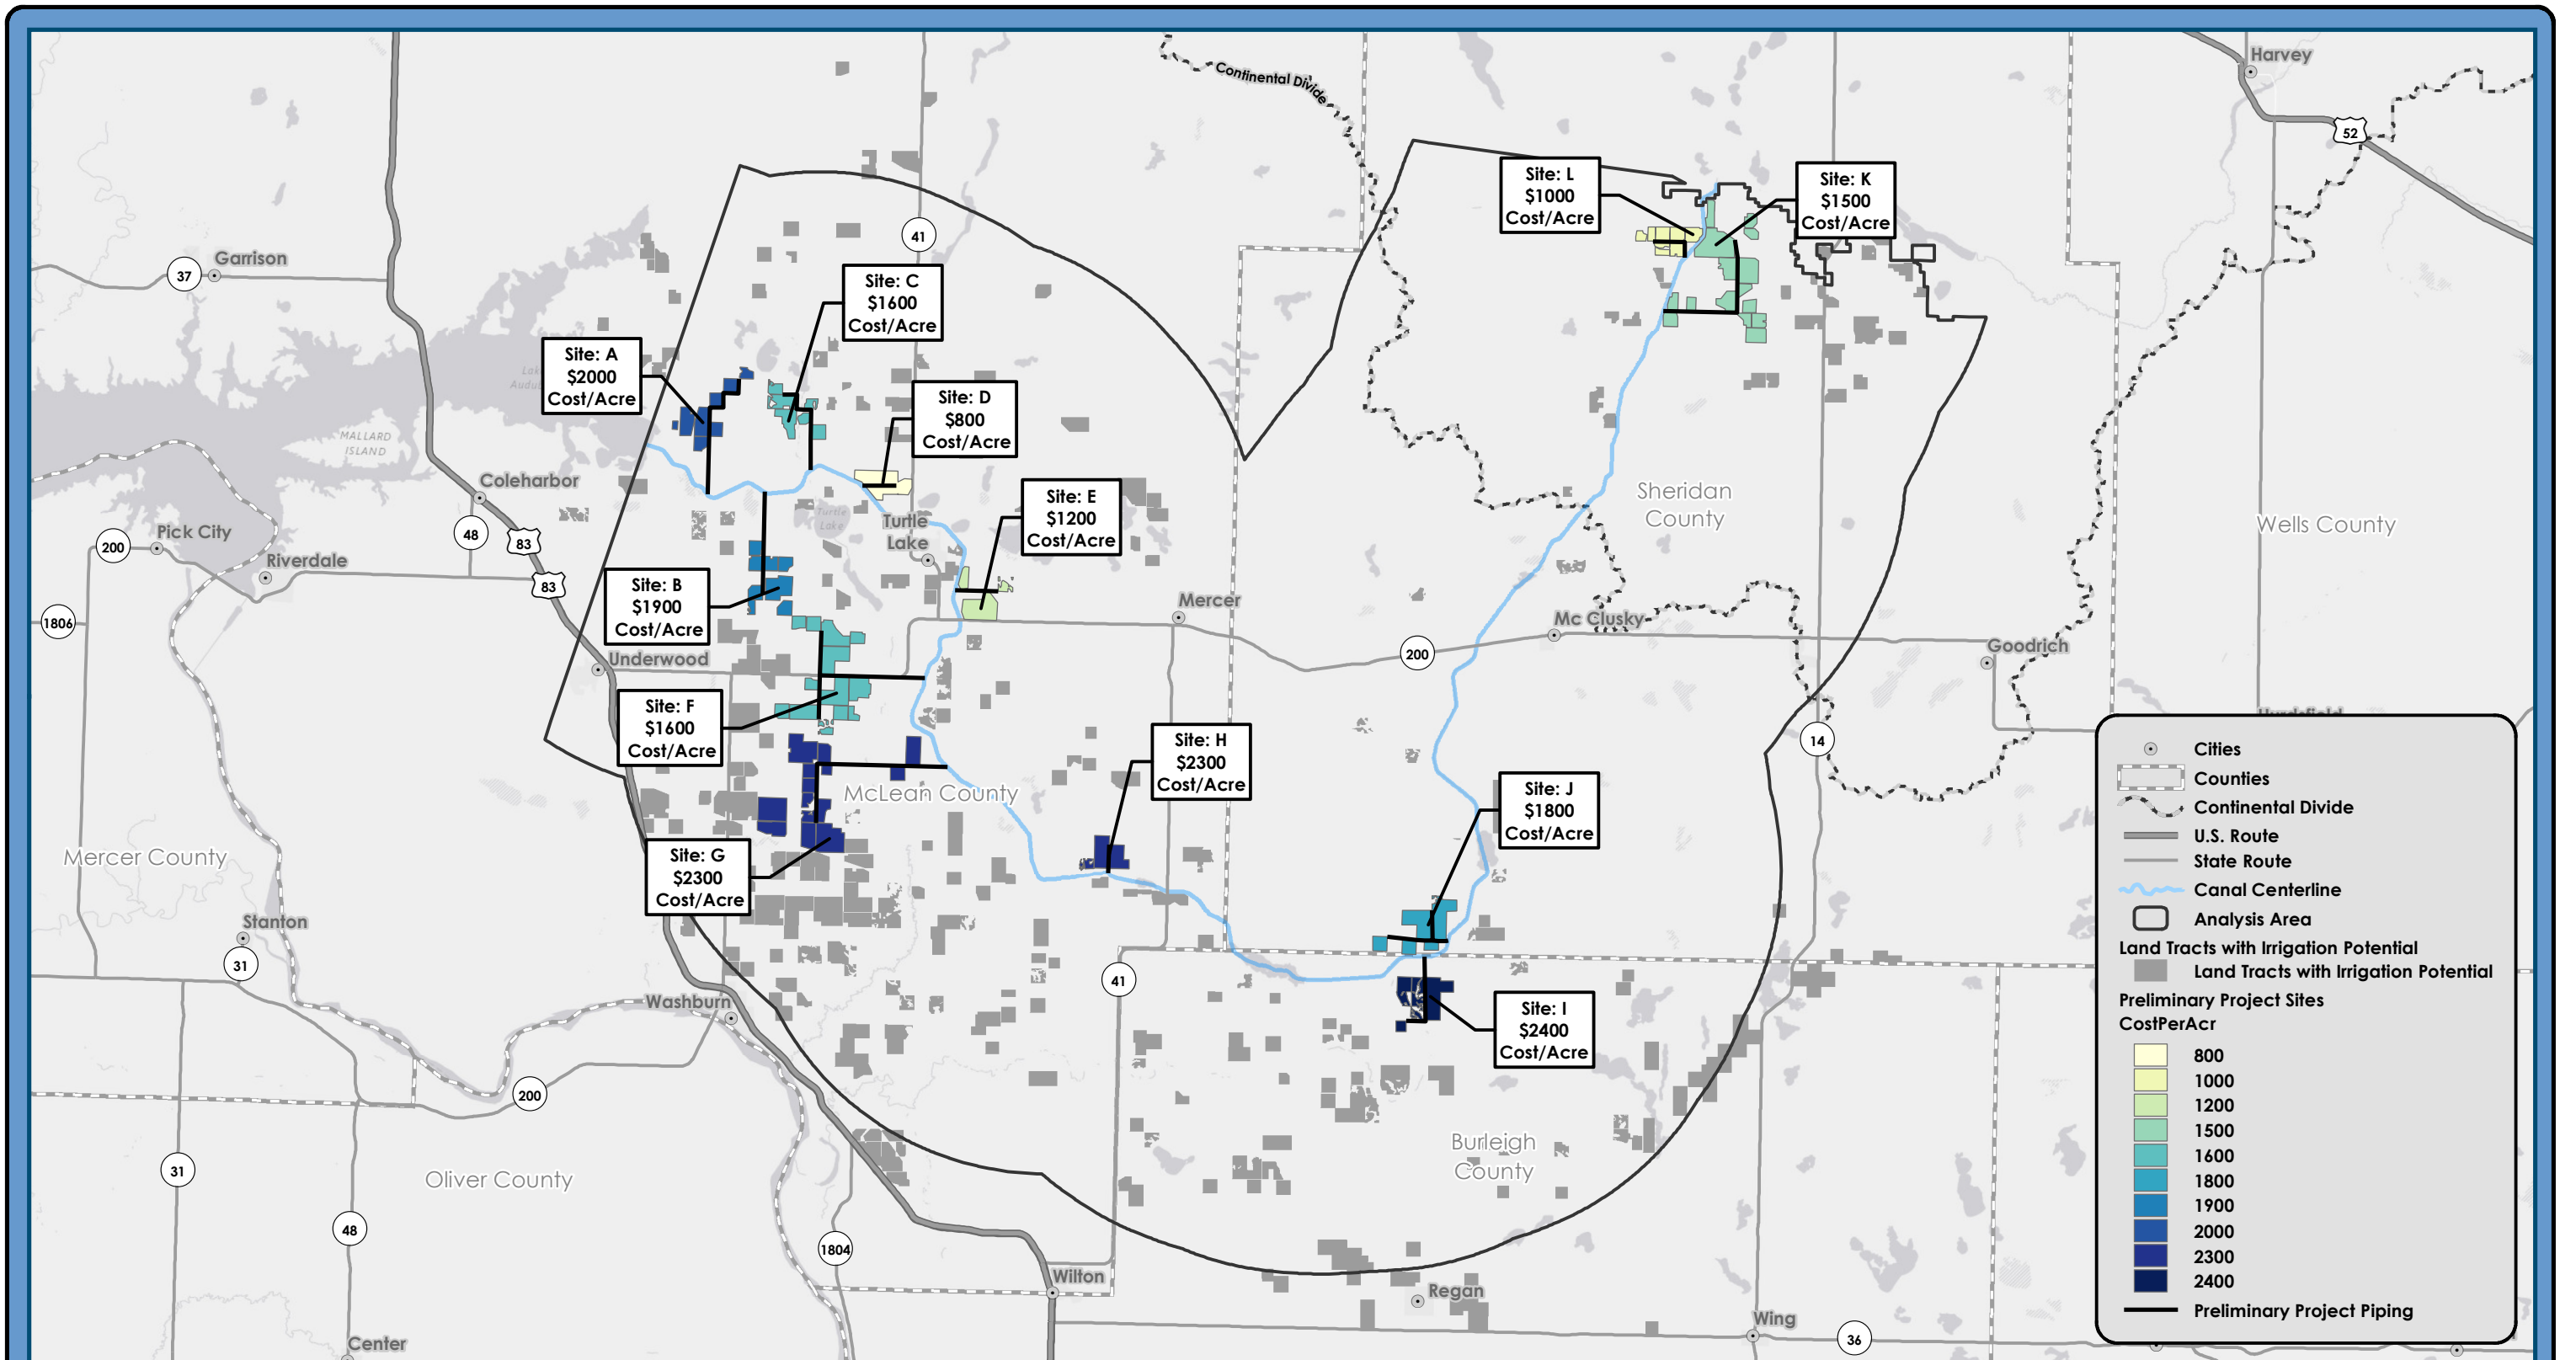 Harvey
Continental Divide
52
Site: L
$1000
Cost/Acre
Site: K
$1500
Cost/Acre
41
Garrison
37
Site: C
$1600
Cost/Acre
Site: A
$2000
Cost/Acre
Site: D
$800
Cost/Acre
MALLARD
ISLAND
Coleharbor
Site: E
$1200
Cost/Acre
Sheridan
County
Wells County
Turtle
Lake
Turtle
Lake
Pick City
200
48
83
Riverdale
83
Site: B
$1900
Cost/Acre
Mercer
Mc Clusky
1806
200
Goodrich
Underwood
Site: F
$1600
Cost/Acre
Site: H
$2300
Cost/Acre
14
McLean County
Site: J
$1800
Cost/Acre
Mercer County
Site: G
$2300
Cost/Acre
Stanton
31
41
Washburn
Site: I
$2400
Cost/Acre
200
Burleigh
County
31
Oliver County
48
1804
Wilton
Regan
Wing
36
Center
Cities
Counties
Continental Divide
U.S. Route
State Route
Canal Centerline
Analysis Area
Land Tracts with Irrigation Potential
Land Tracts with Irrigation Potential
Preliminary Project Sites
CostPerAcr
800
1000
1200
1500
1600
1800
1900
2000
2300
2400
Preliminary Project Piping